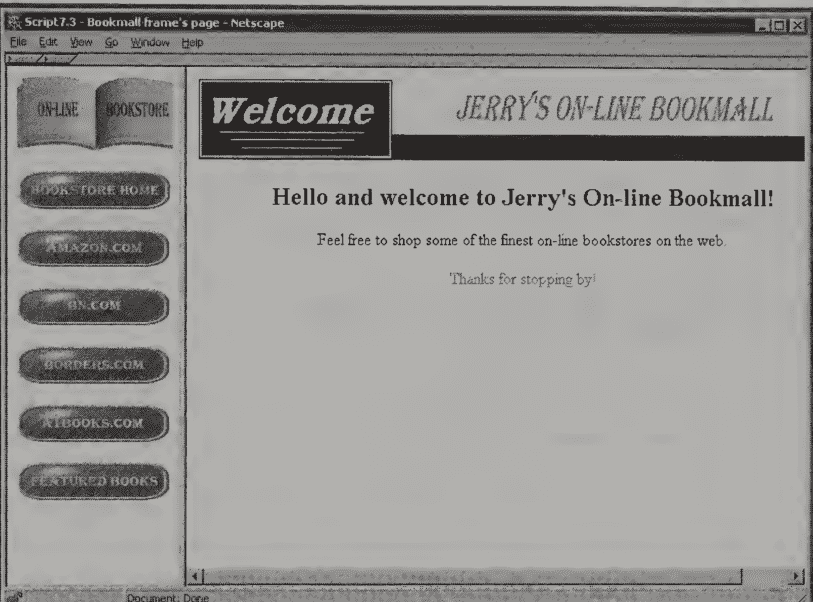 Script7.3 - Bookmall frame's page - Netscape
File Edit View Go Window Help
ON-LINE BOOKSTORE
BOOKSTORE HOME
AMAZON.COM
BN.COM
BORDERS.COM
A1BOOKS.COM
FEATURED BOOKS
Welcome
JERRY'S ON-LINE BOOKMALL
Hello and welcome to Jerry's On-line Bookmall!
Feel free to shop some of the finest on-line bookstores on the web.
Thanks for stopping by!
Document: Done